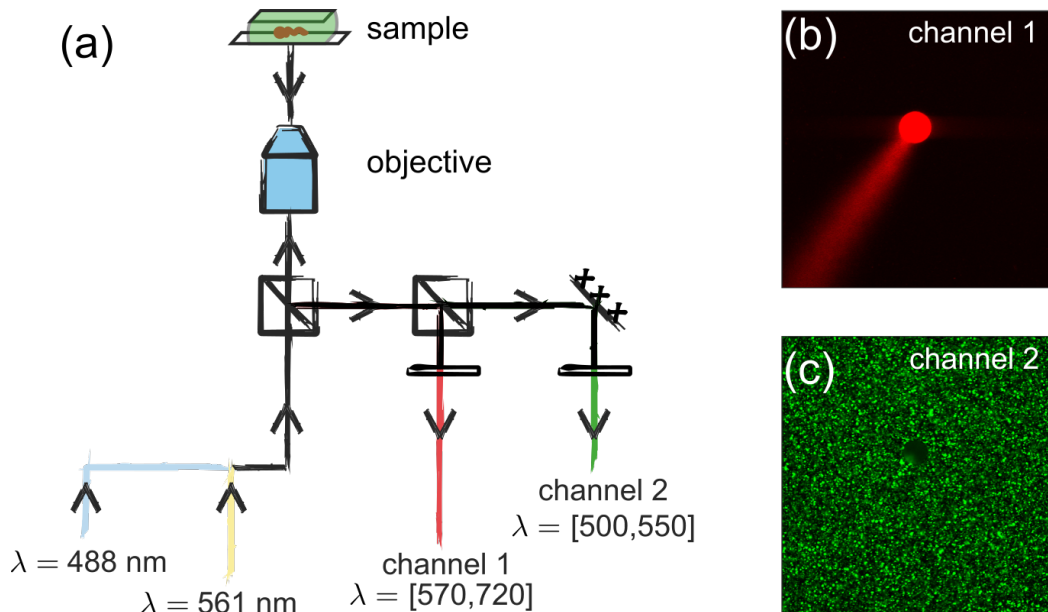 (a)
sample
objective
λ = 488 nm
λ = 561 nm
channel 1
λ = [570,720]
channel 2
λ = [500,550]
(b)
channel 1
(c)
channel 2